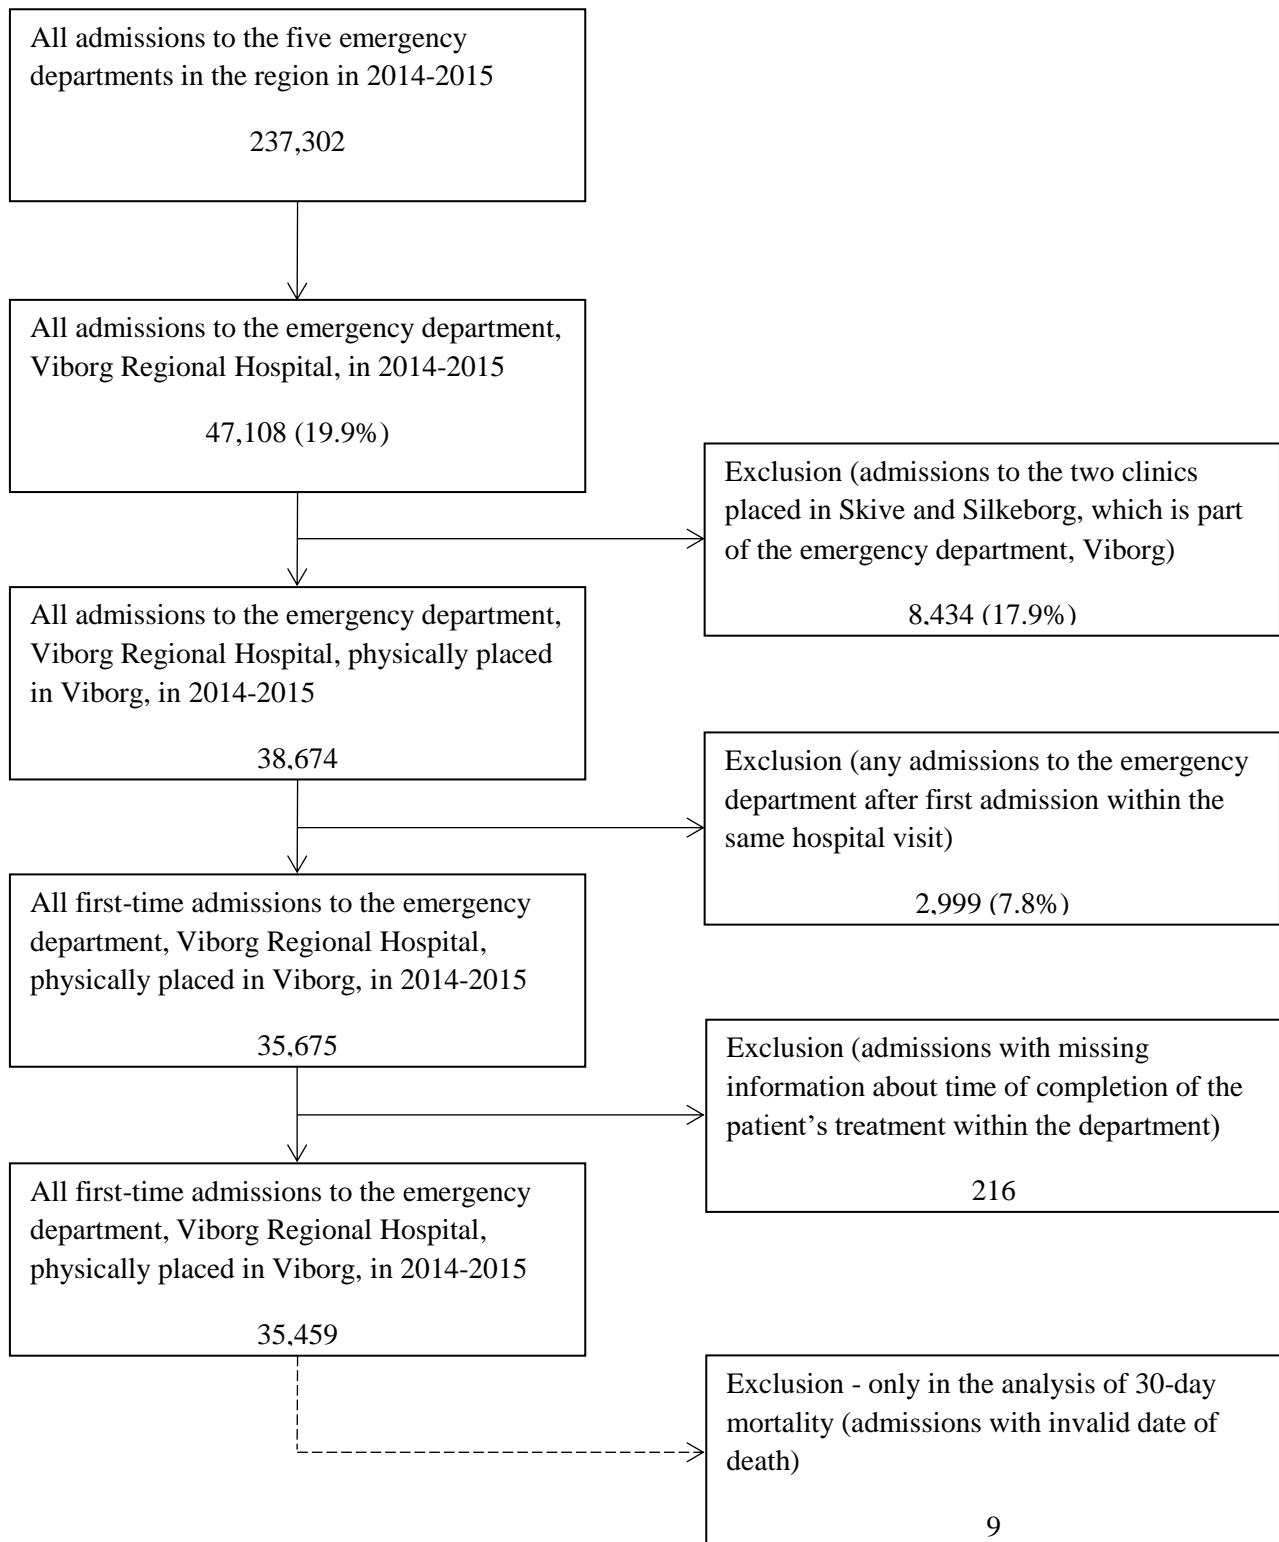 All admissions to the five emergency
departments in the region in 2014-2015
237,302
All admissions to the emergency department,
Viborg Regional Hospital, in 2014-2015
47,108 (19.9%)
Exclusion (admissions to the two clinics
placed in Skive and Silkeborg, which is part
of the emergency department, Viborg)
8,434 (17.9%)
All admissions to the emergency department,
Viborg Regional Hospital, physically placed
in Viborg, in 2014-2015
38,674
Exclusion (any admissions to the emergency
department after first admission within the
same hospital visit)
2,999 (7.8%)
All first-time admissions to the emergency
department, Viborg Regional Hospital,
physically placed in Viborg, in 2014-2015
35,675
Exclusion (admissions with missing
information about time of completion of the
patient’s treatment within the department)
216
All first-time admissions to the emergency
department, Viborg Regional Hospital,
physically placed in Viborg, in 2014-2015
35,459
Exclusion - only in the analysis of 30-day
mortality (admissions with invalid date of
death)
9